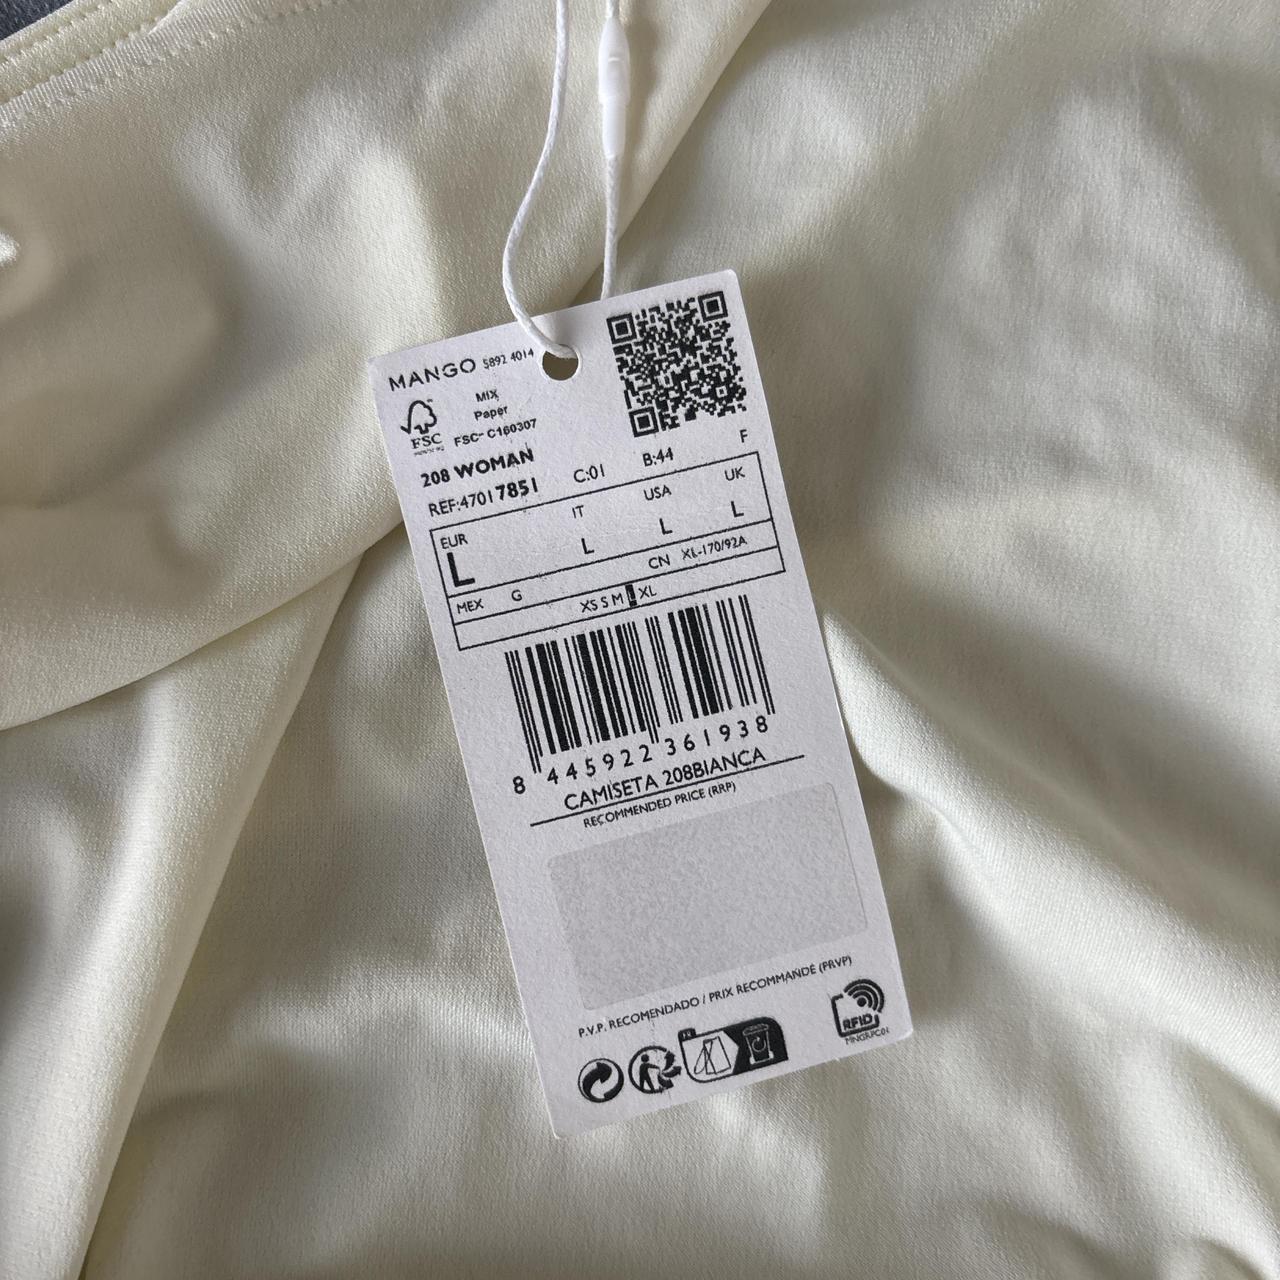 MANGO 5892 4014
MIX
Paper
FSC
FSC- C160307
208 WOMAN
C:01 B:44 F
REF:47017851
EUR IT USA UK
L L L L
MEX G CN XL-170/92A
XS S M L XL
8 445922 361938
CAMISETA 208BIANCA
RECOMMENDED PRICE (RRP)
P.V.P. RECOMENDADO / PRIX RECOMMANDÉ (PRVP)
RFID